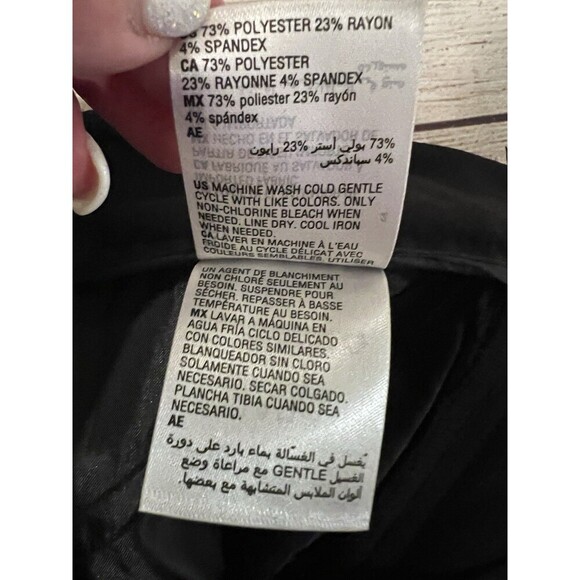 US 73% POLYESTER 23% RAYON
4% SPANDEX
CA 73% POLYESTER
23% RAYONNE 4% SPANDEX
MX 73% poliéster 23% rayón
4% spándex
AE
73% بولي أستر 23% رايون
4% سباندكس
US MACHINE WASH COLD GENTLE
CYCLE WITH LIKE COLORS. ONLY
NON-CHLORINE BLEACH WHEN
NEEDED. LINE DRY. COOL IRON
WHEN NEEDED.
CA LAVER EN MACHINE À L'EAU
FROIDE AU CYCLE DÉLICAT AVEC
COULEURS SEMBLABLES. UTILISER
UN AGENT DE BLANCHIMENT
NON CHLORÉ SEULEMENT AU
BESOIN. SUSPENDRE POUR
SÉCHER. REPASSER À BASSE
TEMPÉRATURE AU BESOIN.
MX LAVAR A MÁQUINA EN
AGUA FRÍA CICLO DELICADO
CON COLORES SIMILARES.
BLANQUEADOR SIN CLORO
SOLAMENTE CUANDO SEA
NECESARIO. SECAR COLGADO.
PLANCHA TIBIA CUANDO SEA
NECESARIO.
AE
يُغسل في الغسّالة بماء بارد على دورة
الغسيل GENTLE مع مراعاة وضع
ألوان الملابس المتشابهة مع بعضها.